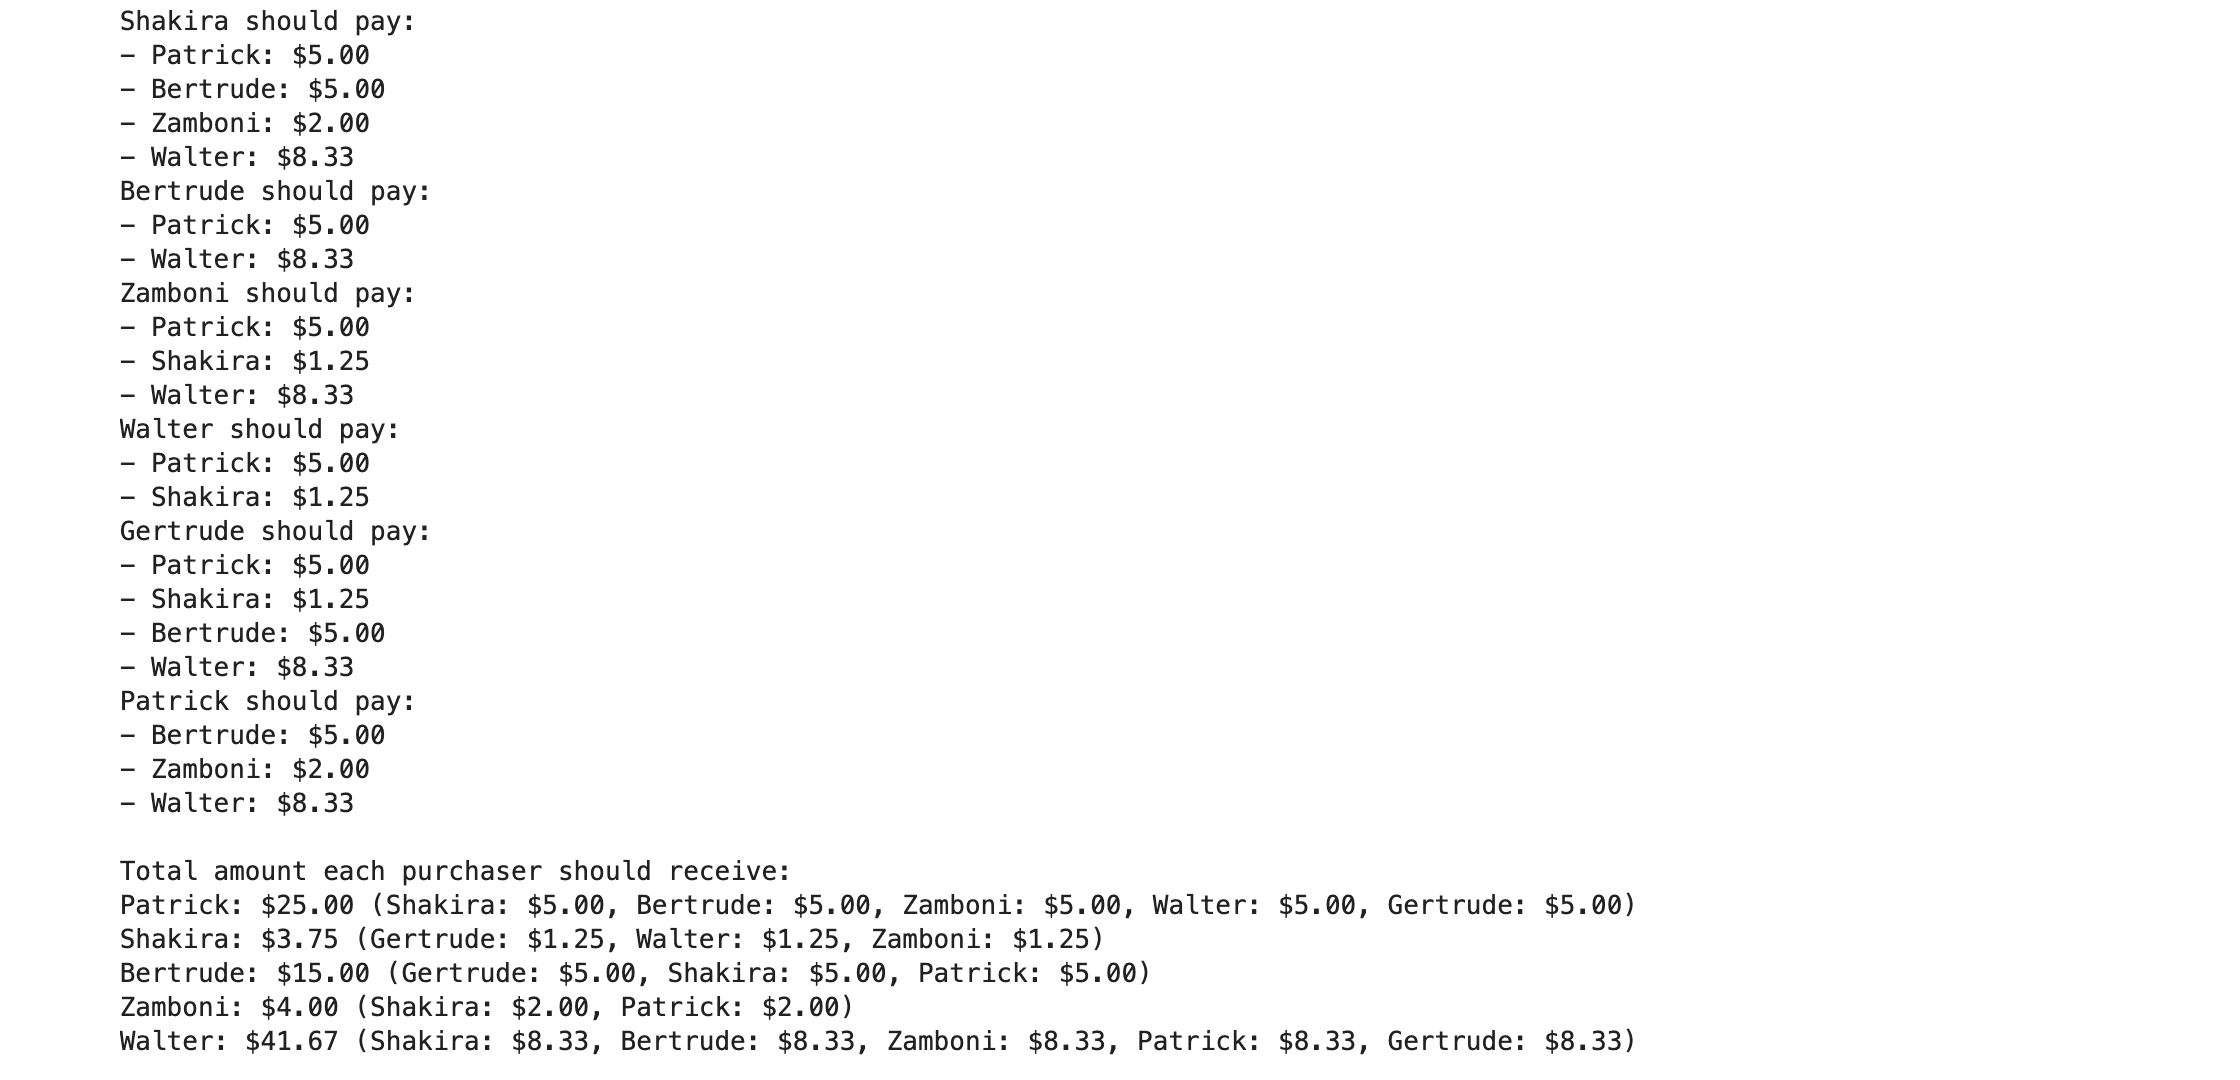 Shakira should pay:
– Patrick: $5.00
– Bertrude: $5.00
– Zamboni: $2.00
– Walter: $8.33
Bertrude should pay:
– Patrick: $5.00
– Walter: $8.33
Zamboni should pay:
– Patrick: $5.00
– Shakira: $1.25
– Walter: $8.33
Walter should pay:
– Patrick: $5.00
– Shakira: $1.25
Gertrude should pay:
– Patrick: $5.00
– Shakira: $1.25
– Bertrude: $5.00
– Walter: $8.33
Patrick should pay:
– Bertrude: $5.00
– Zamboni: $2.00
– Walter: $8.33
Total amount each purchaser should receive:
Patrick: $25.00 (Shakira: $5.00, Bertrude: $5.00, Zamboni: $5.00, Walter: $5.00, Gertrude: $5.00)
Shakira: $3.75 (Gertrude: $1.25, Walter: $1.25, Zamboni: $1.25)
Bertrude: $15.00 (Gertrude: $5.00, Shakira: $5.00, Patrick: $5.00)
Zamboni: $4.00 (Shakira: $2.00, Patrick: $2.00)
Walter: $41.67 (Shakira: $8.33, Bertrude: $8.33, Zamboni: $8.33, Patrick: $8.33, Gertrude: $8.33)